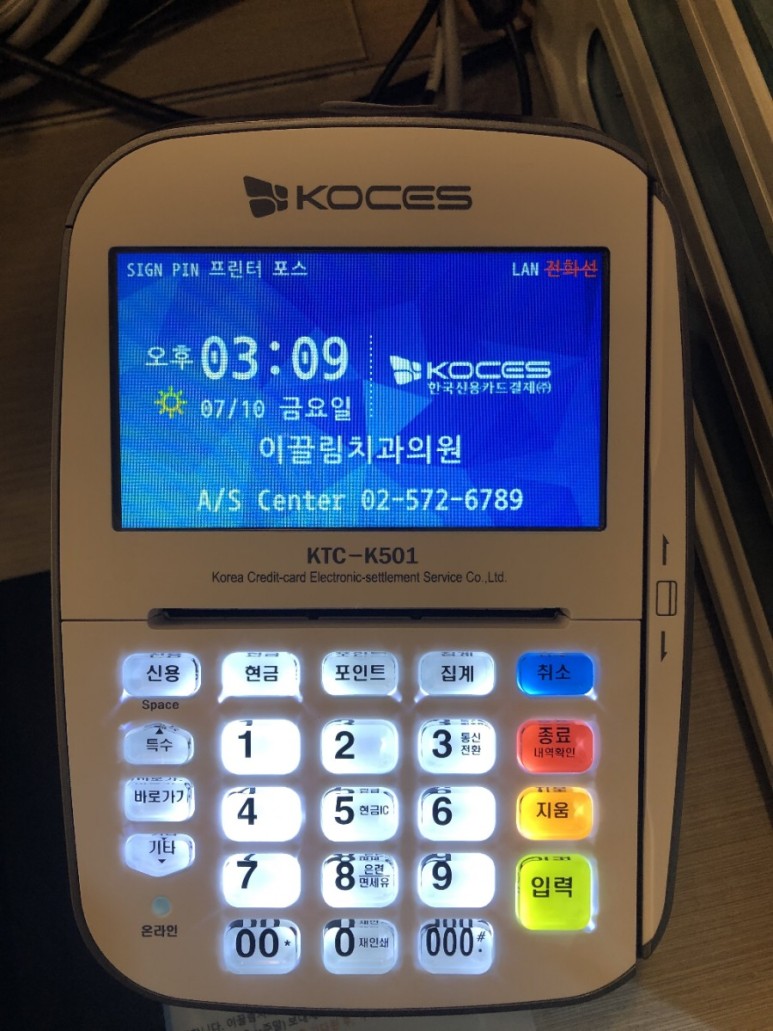 KOCES
SIGN PIN 프린터 포스 LAN 전화선
오후 03:09
KOCES
한국신용카드결제(주)
07/10 금요일
이끌림치과의원
A/S Center 02-572-6789
KTC-K501
Korea Credit-card Electronic-settlement Service Co.,Ltd.
신용 현금 포인트 집계 취소
Space
특수 1 2 3 통신전환 종료 내역확인
바로가기 4 5 현금IC 6 지움
기타 7 8 은련 면세유 9 입력
온라인 00* 0 재인쇄 000.#